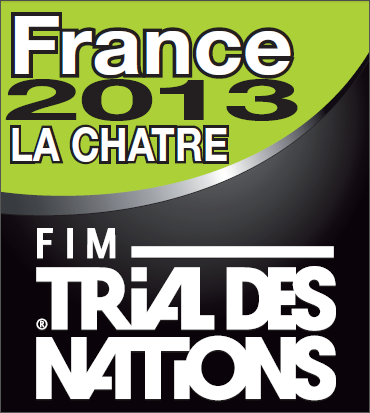 France
2013
LA CHATRE
FIM
®TRiAL DES
NATiONS